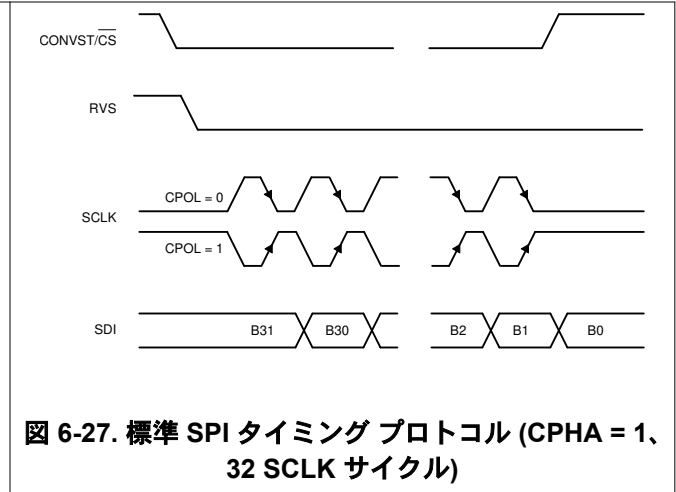 CONVST/CS
RVS
CPOL = 0
SCLK
CPOL = 1
SDI
B31 B30 B2 B1 B0
図 6-27. 標準 SPI タイミング プロトコル (CPHA = 1、
32 SCLK サイクル)